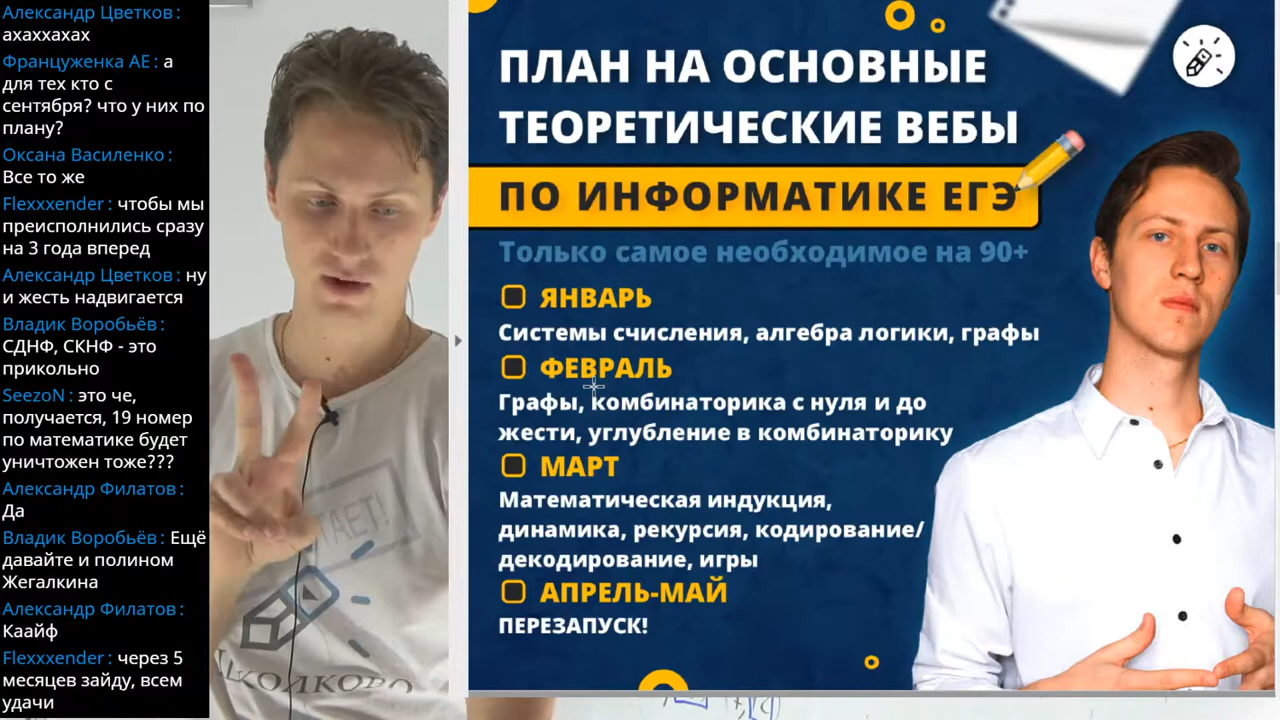 Александр Цветков :
ахаххахах
Француженка АЕ : а
для тех кто с
сентября? что у них по
плану?
Оксана Василенко :
Все то же
Flexxxender : чтобы мы
преисполнились сразу
на 3 года вперед
Александр Цветков : ну
и жесть надвигается
Владик Воробьёв :
СДНФ, СКНФ - это
прикольно
SeezoN : это че,
получается, 19 номер
по математике будет
уничтожен тоже???
Александр Филатов :
Да
Владик Воробьёв : Ещё
давайте и полином
Жегалкина
Александр Филатов :
Каайф
Flexxxender : через 5
месяцев зайду, всем
удачи
ПЛАН НА ОСНОВНЫЕ
ТЕОРЕТИЧЕСКИЕ ВЕБЫ
ПО ИНФОРМАТИКЕ ЕГЭ
Только самое необходимое на 90+
ЯНВАРЬ
Системы счисления, алгебра логики, графы
ФЕВРАЛЬ
Графы, комбинаторика с нуля и до
жести, углубление в комбинаторику
МАРТ
Математическая индукция,
динамика, рекурсия, кодирование/
декодирование, игры
АПРЕЛЬ-МАЙ
ПЕРЕЗАПУСК!